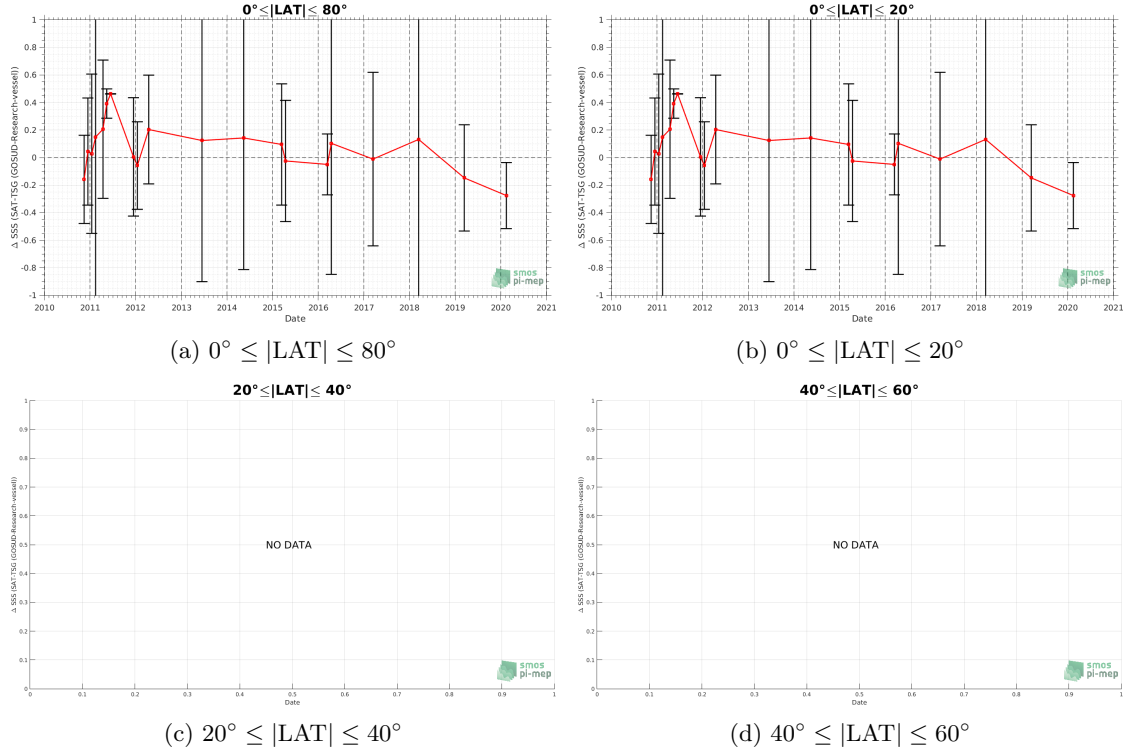 0°≤|LAT|≤ 80°
Δ SSS (SAT-TSG (GOSUD-Research-vessel))
1
0.8
0.6
0.4
0.2
0
-0.2
-0.4
-0.6
-0.8
-1
2010 2011 2012 2013 2014 2015 2016 2017 2018 2019 2020 2021
Date
smos
pi-mep
(a) 0° ≤ |LAT| ≤ 80°
0°≤|LAT|≤ 20°
Δ SSS (SAT-TSG (GOSUD-Research-vessel))
1
0.8
0.6
0.4
0.2
0
-0.2
-0.4
-0.6
-0.8
-1
2010 2011 2012 2013 2014 2015 2016 2017 2018 2019 2020 2021
Date
smos
pi-mep
(b) 0° ≤ |LAT| ≤ 20°
20°≤|LAT|≤ 40°
Δ SSS (SAT-TSG (GOSUD-Research-vessel))
1
0.9
0.8
0.7
0.6
0.5
0.4
0.3
0.2
0.1
0
NO DATA
0 0.1 0.2 0.3 0.4 0.5 0.6 0.7 0.8 0.9 1
Date
smos
pi-mep
(c) 20° ≤ |LAT| ≤ 40°
40°≤|LAT|≤ 60°
Δ SSS (SAT-TSG (GOSUD-Research-vessel))
1
0.9
0.8
0.7
0.6
0.5
0.4
0.3
0.2
0.1
0
NO DATA
0 0.1 0.2 0.3 0.4 0.5 0.6 0.7 0.8 0.9 1
Date
smos
pi-mep
(d) 40° ≤ |LAT| ≤ 60°